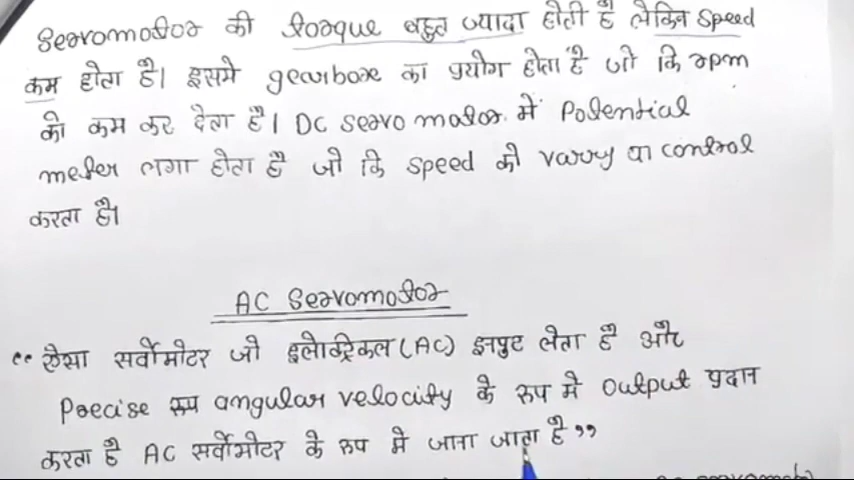 Servomotor की torque बहुत ज्यादा होती है लेकिन speed
कम होता है। इसमे gearboxe का प्रयोग होता है जो कि rpm
को कम कर देता है। DC servo motor में Potential
meter लगा होता है जो कि speed को varry या control
करता है।
AC Servomotor
“ ऐसा सर्वोमोटर जो इलेक्ट्रिकल (AC) इनपुट लेता है और
Precise रूप angular velocity के रूप मे output प्रदान
करता है AC सर्वोमोटर के रूप मे जाना जाता है ”